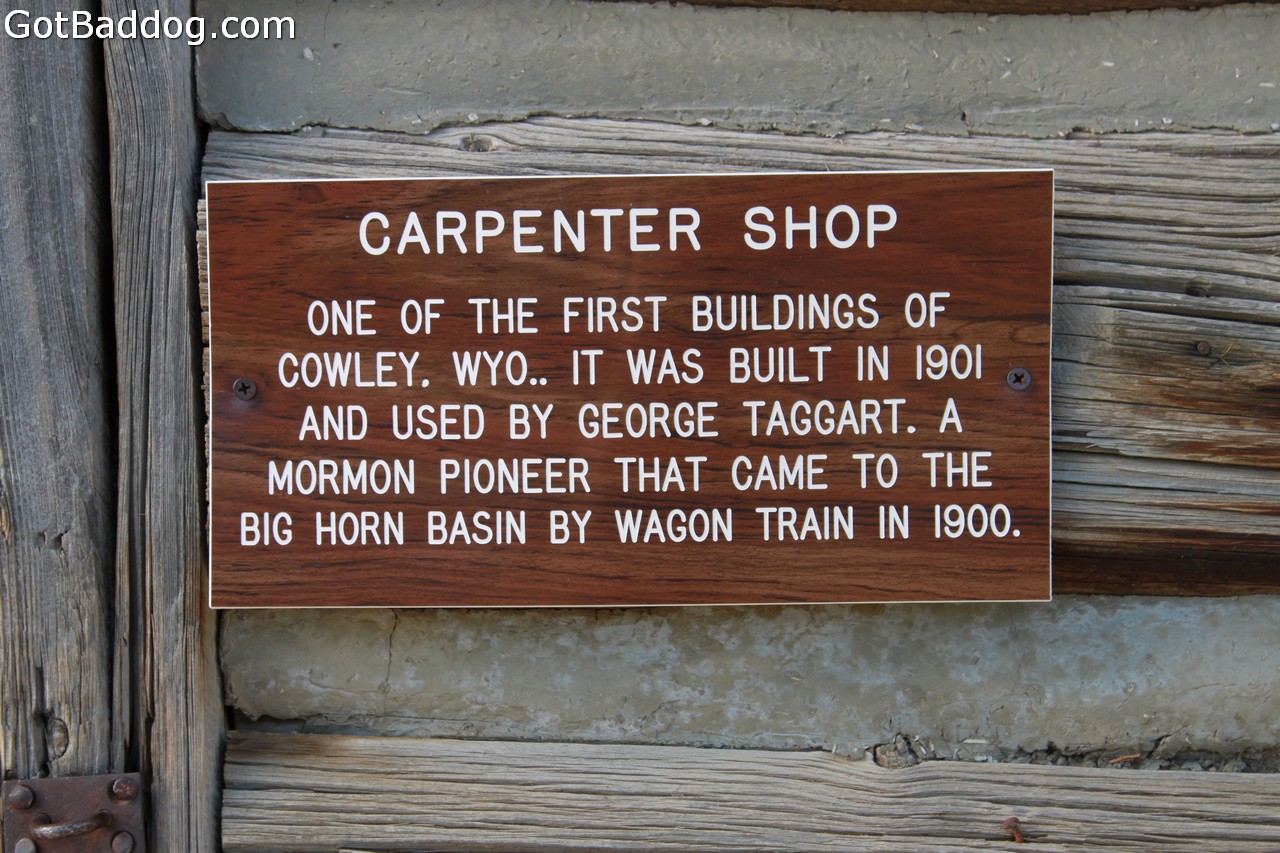 GotBaddog.com
CARPENTER SHOP
ONE OF THE FIRST BUILDINGS OF
COWLEY. WYO.. IT WAS BUILT IN 1901
AND USED BY GEORGE TAGGART. A
MORMON PIONEER THAT CAME TO THE
BIG HORN BASIN BY WAGON TRAIN IN 1900.